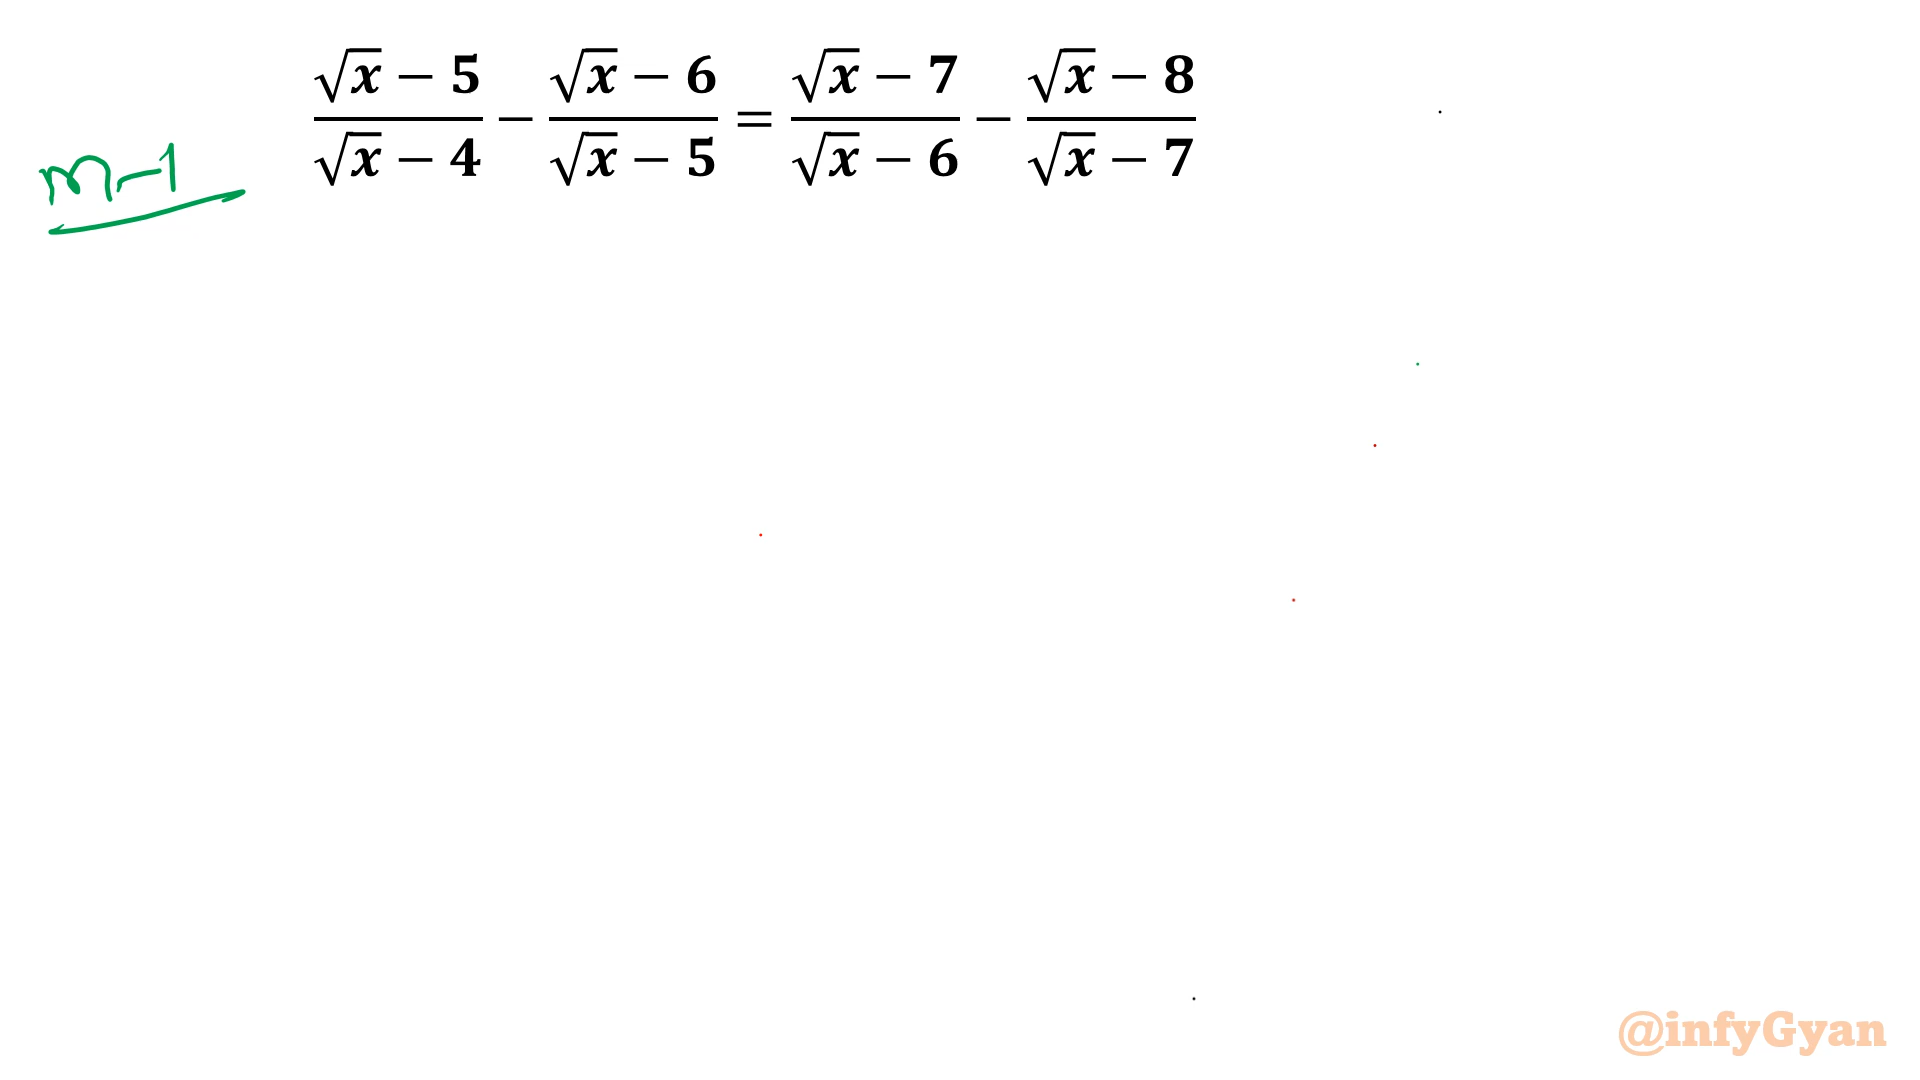 (√x − 5)/(√x − 4) − (√x − 6)/(√x − 5) = (√x − 7)/(√x − 6) − (√x − 8)/(√x − 7)
m-1
@infyGyan